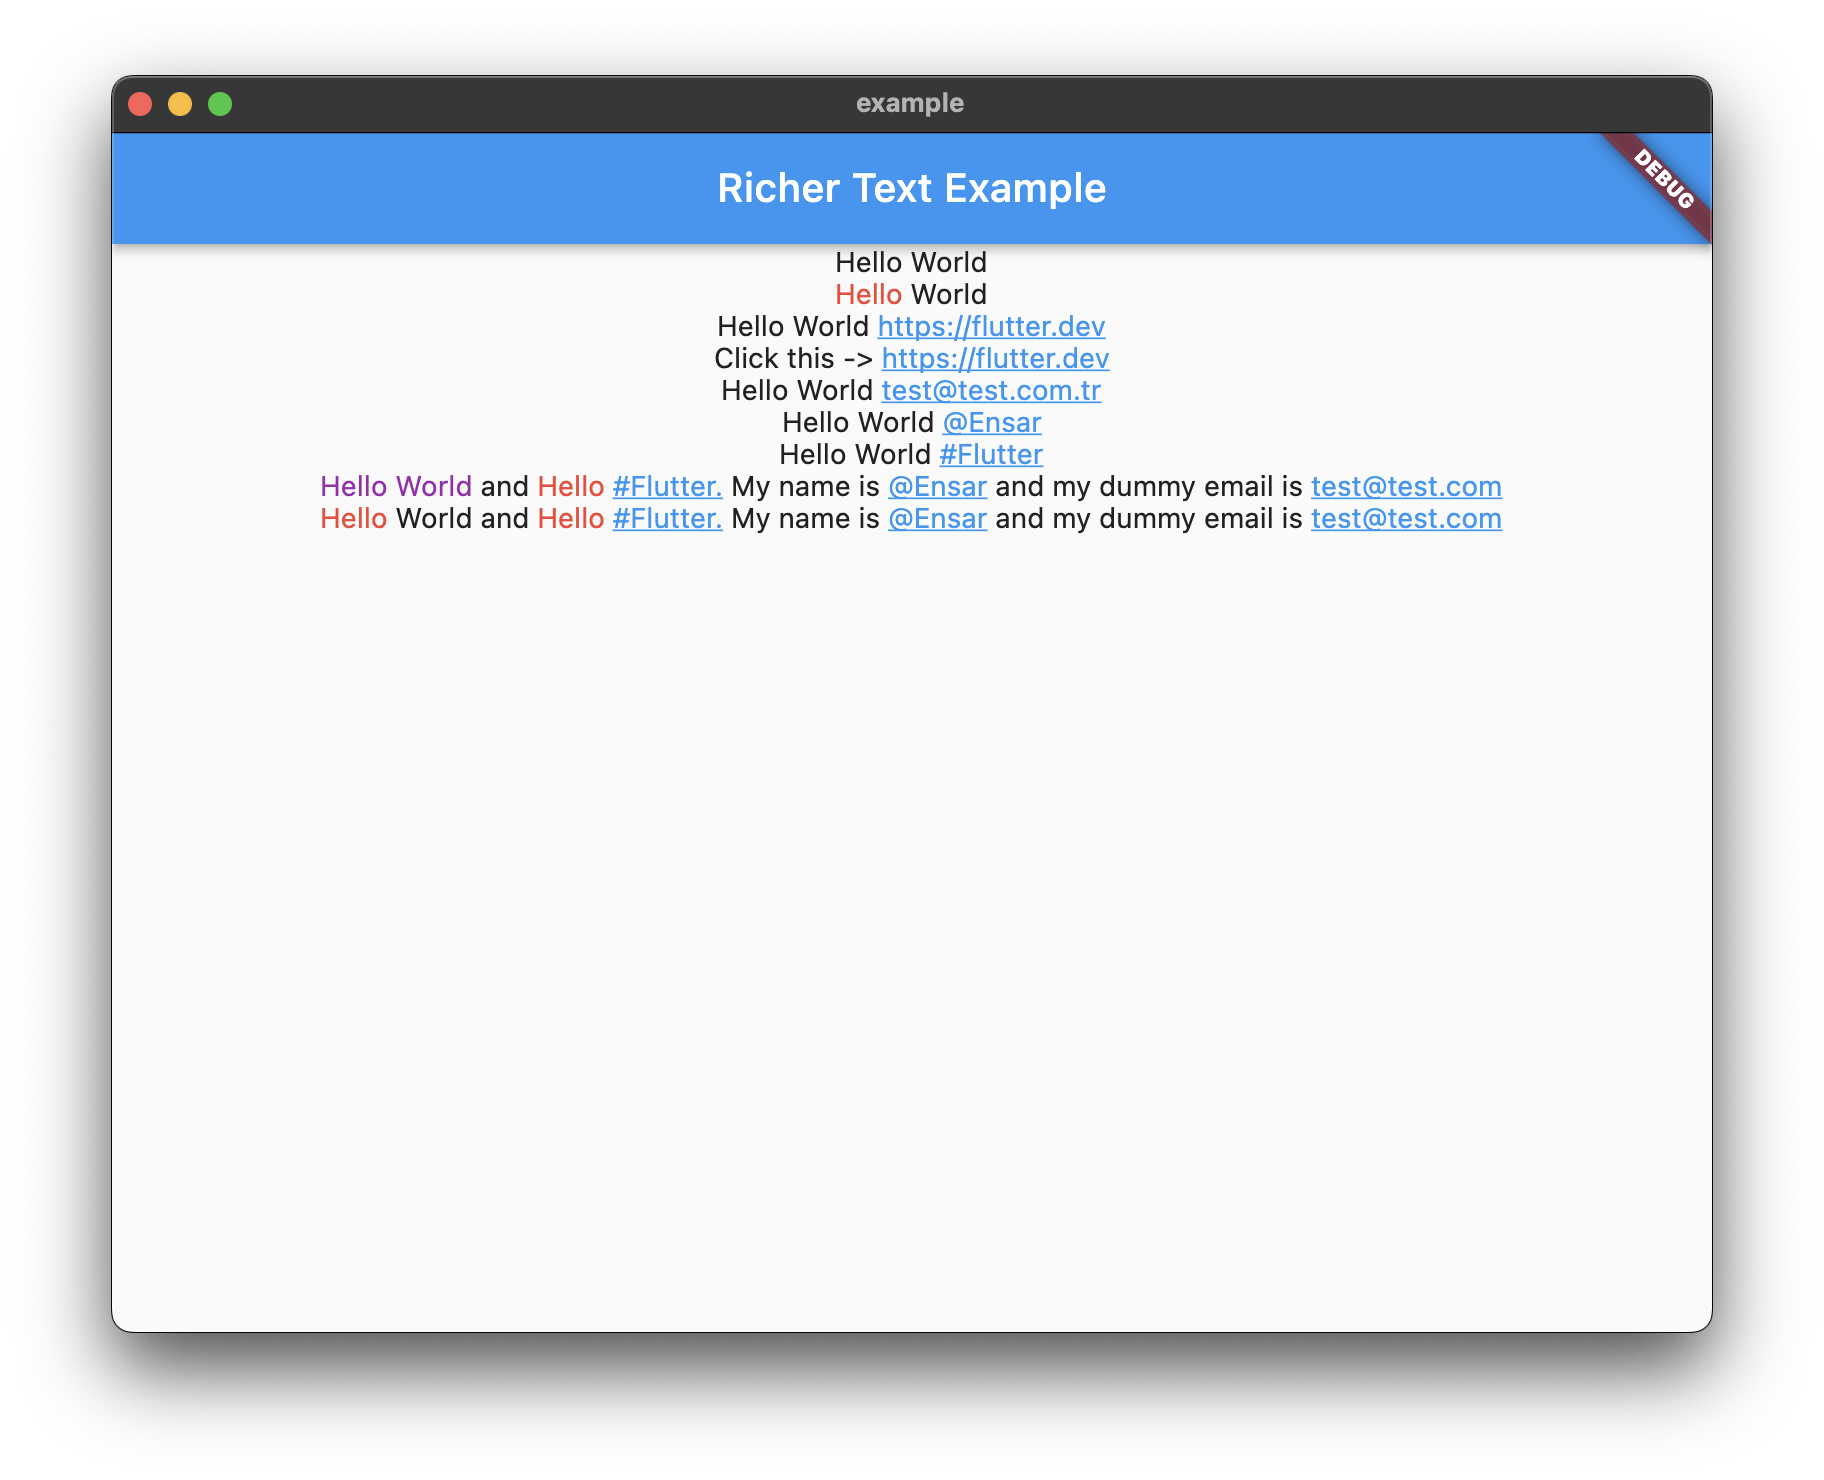 example
Richer Text Example
DEBUG
Hello World
Hello World
Hello World https://flutter.dev
Click this -> https://flutter.dev
Hello World test@test.com.tr
Hello World @Ensar
Hello World #Flutter
Hello World and Hello #Flutter. My name is @Ensar and my dummy email is test@test.com
Hello World and Hello #Flutter. My name is @Ensar and my dummy email is test@test.com